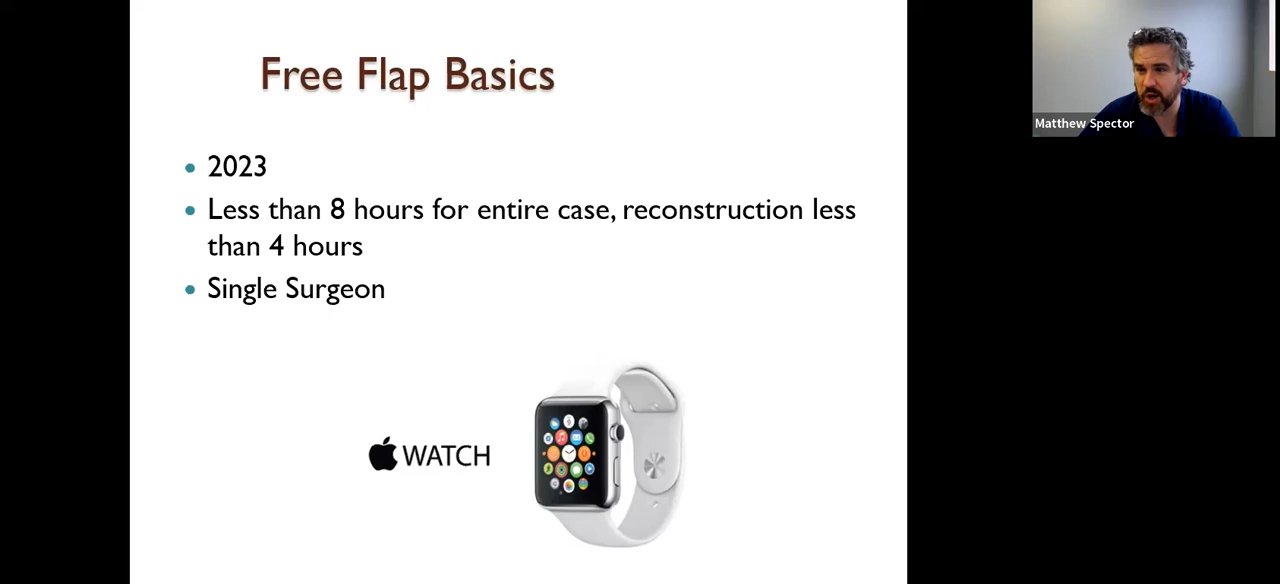 Free Flap Basics
Matthew Spector
2023
Less than 8 hours for entire case, reconstruction less
than 4 hours
Single Surgeon
WATCH